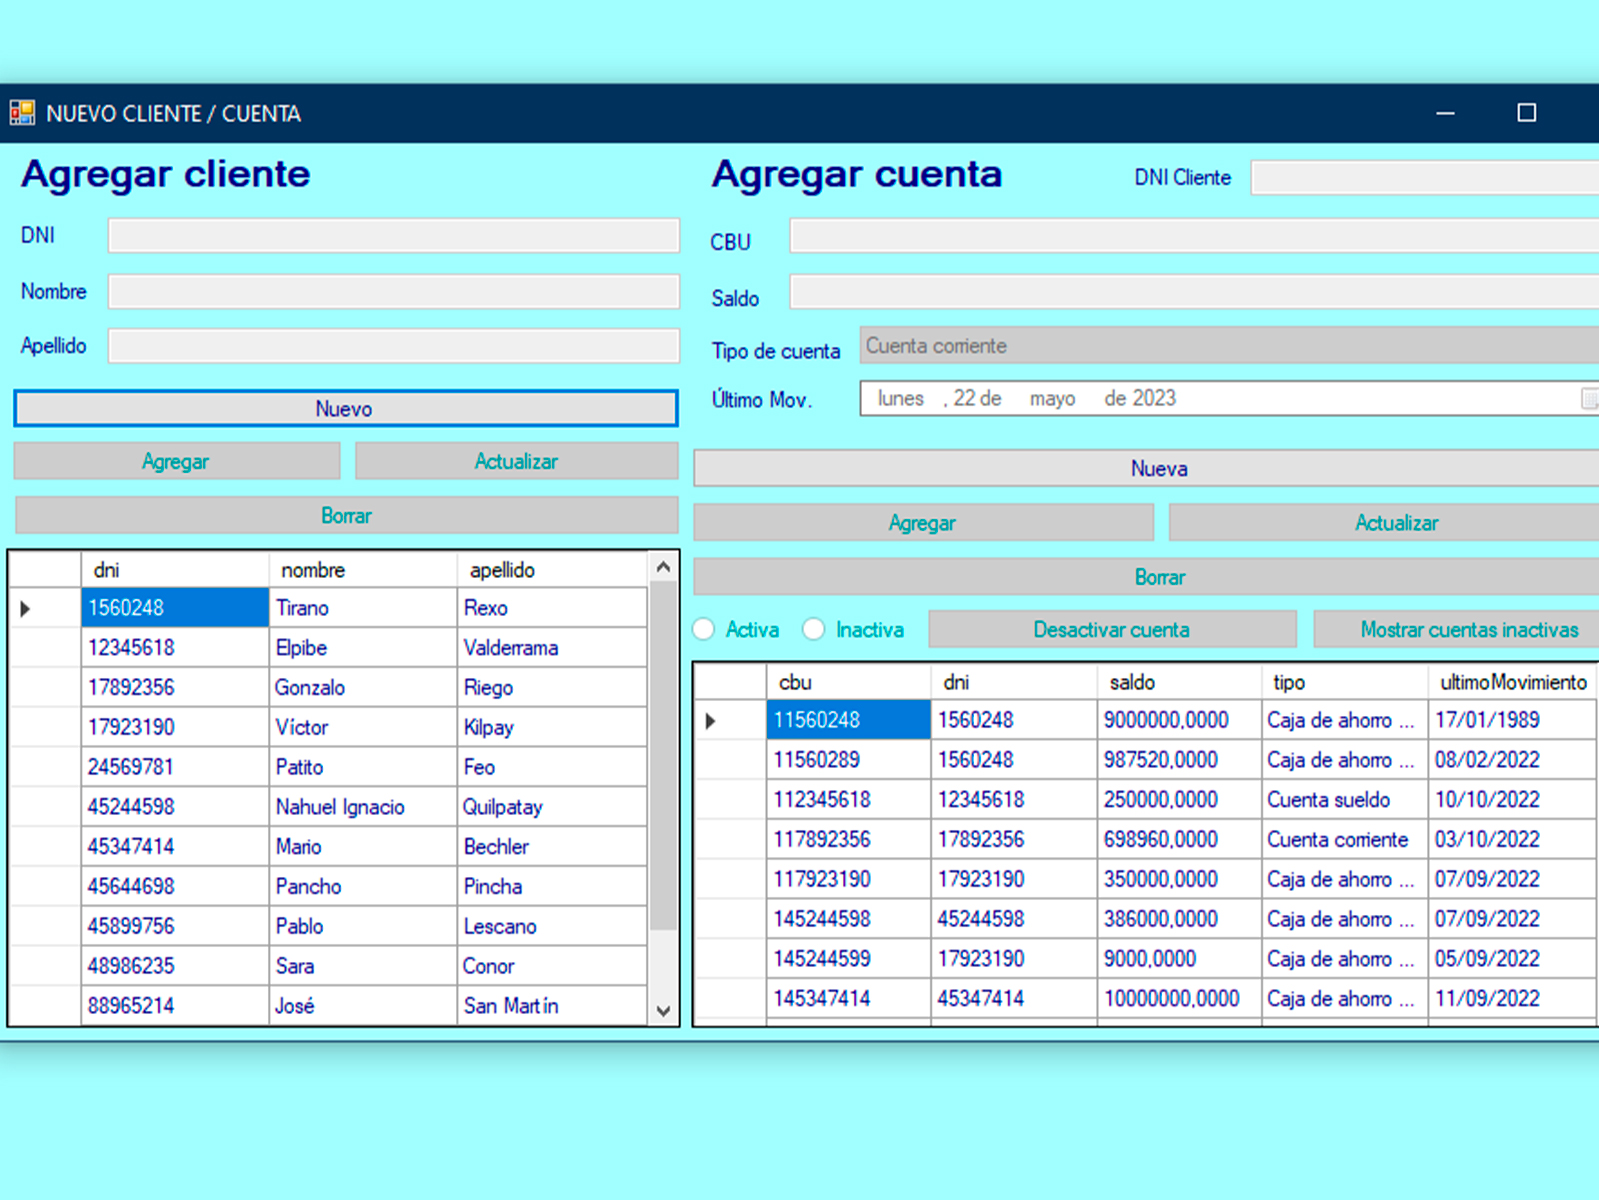 NUEVO CLIENTE / CUENTA
Agregar cliente
DNI
Nombre
Apellido
Nuevo
Agregar Actualizar
Borrar
dni nombre apellido
1560248 Tirano Rexo
12345618 Elpibe Valderrama
17892356 Gonzalo Riego
17923190 Víctor Kilpay
24569781 Patito Feo
45244598 Nahuel Ignacio Quilpatay
45347414 Mario Bechler
45644698 Pancho Pincha
45899756 Pablo Lescano
48986235 Sara Conor
88965214 José San Martín
Agregar cuenta DNI Cliente
CBU
Saldo
Tipo de cuenta Cuenta corriente
Último Mov. lunes , 22 de mayo de 2023
Nueva
Agregar Actualizar
Borrar
Activa Inactiva Desactivar cuenta Mostrar cuentas inactivas
cbu dni saldo tipo ultimoMovimiento
11560248 1560248 9000000,0000 Caja de ahorro ... 17/01/1989
11560289 1560248 987520,0000 Caja de ahorro ... 08/02/2022
112345618 12345618 250000,0000 Cuenta sueldo 10/10/2022
117892356 17892356 698960,0000 Cuenta corriente 03/10/2022
117923190 17923190 350000,0000 Caja de ahorro ... 07/09/2022
145244598 45244598 386000,0000 Caja de ahorro ... 07/09/2022
145244599 17923190 9000,0000 Caja de ahorro ... 05/09/2022
145347414 45347414 10000000,0000 Caja de ahorro ... 11/09/2022